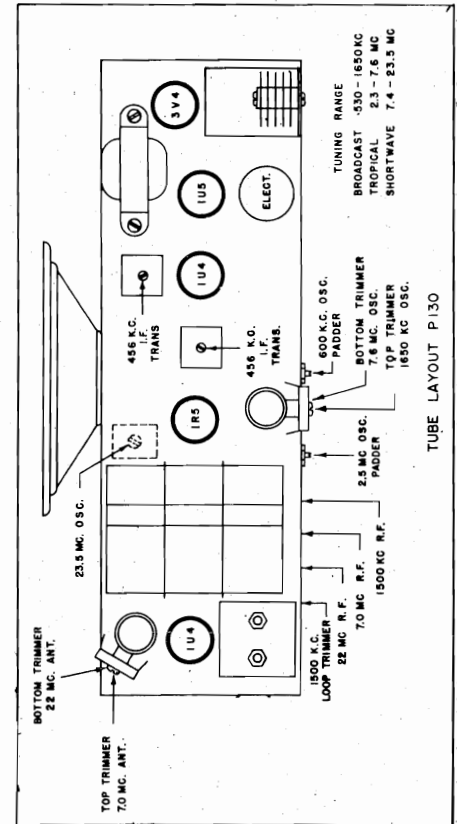 BOTTOM TRIMMER
22 MC. ANT.
TOP TRIMMER
7.0 MC. ANT.
23.5 MC. OSC.
456 K.C.
I.F.
TRANS
456 K.C.
I.F.
TRANS.
1U4
1R5
1U4
1U5
3V4
ELECT.
1500 K.C.
LOOP TRIMMER
22 MC R.F.
7.0 MC R.F.
1500 KC R.F.
2.5 MC OSC.
PADDER
600 K.C. OSC.
PADDER
BOTTOM TRIMMER
7.6 MC. OSC.
TOP TRIMMER
1650 KC OSC.
TUNING RANGE
BROADCAST -530-1650 KC
TROPICAL 2.3 - 7.6 MC
SHORTWAVE 7.4 - 23.5 MC
TUBE LAYOUT P130